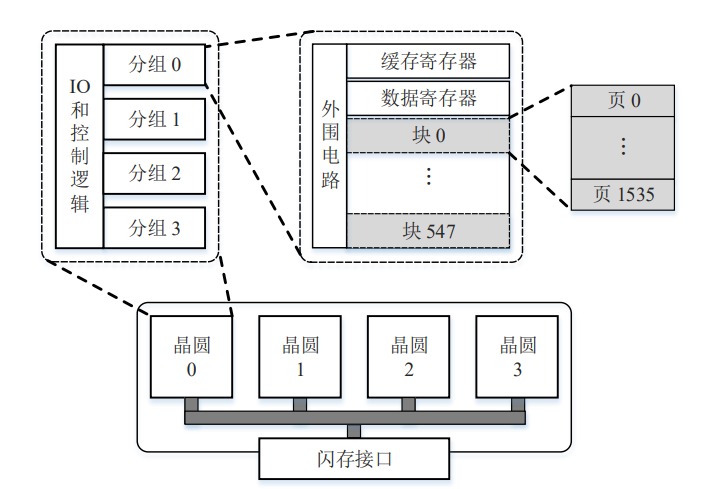 IO
和
控
制
逻
辑
分组 0
分组 1
分组 2
分组 3
外
围
电
路
缓存寄存器
数据寄存器
块 0
⋮
块 547
页 0
⋮
页 1535
晶圆
0
晶圆
1
晶圆
2
晶圆
3
闪存接口